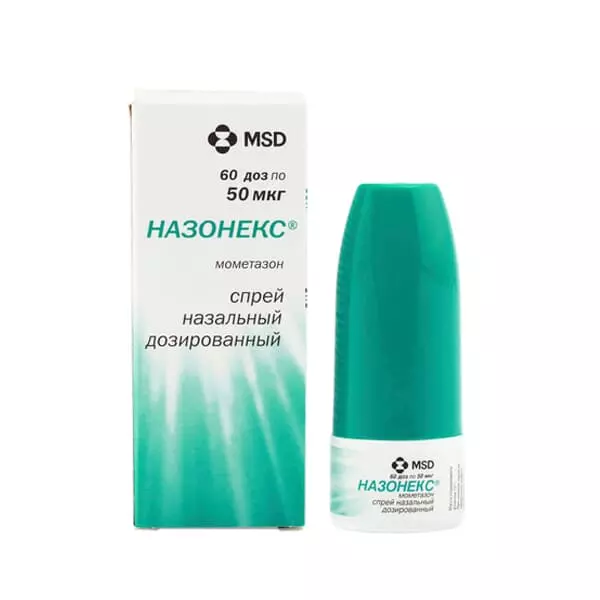 MSD
60 доз по
50 мкг
НАЗОНЕКС®
мометазон
спрей
назальный
дозированный
MSD
60 доз по 50 мкг
НАЗОНЕКС®
мометазон
спрей назальный
дозированный